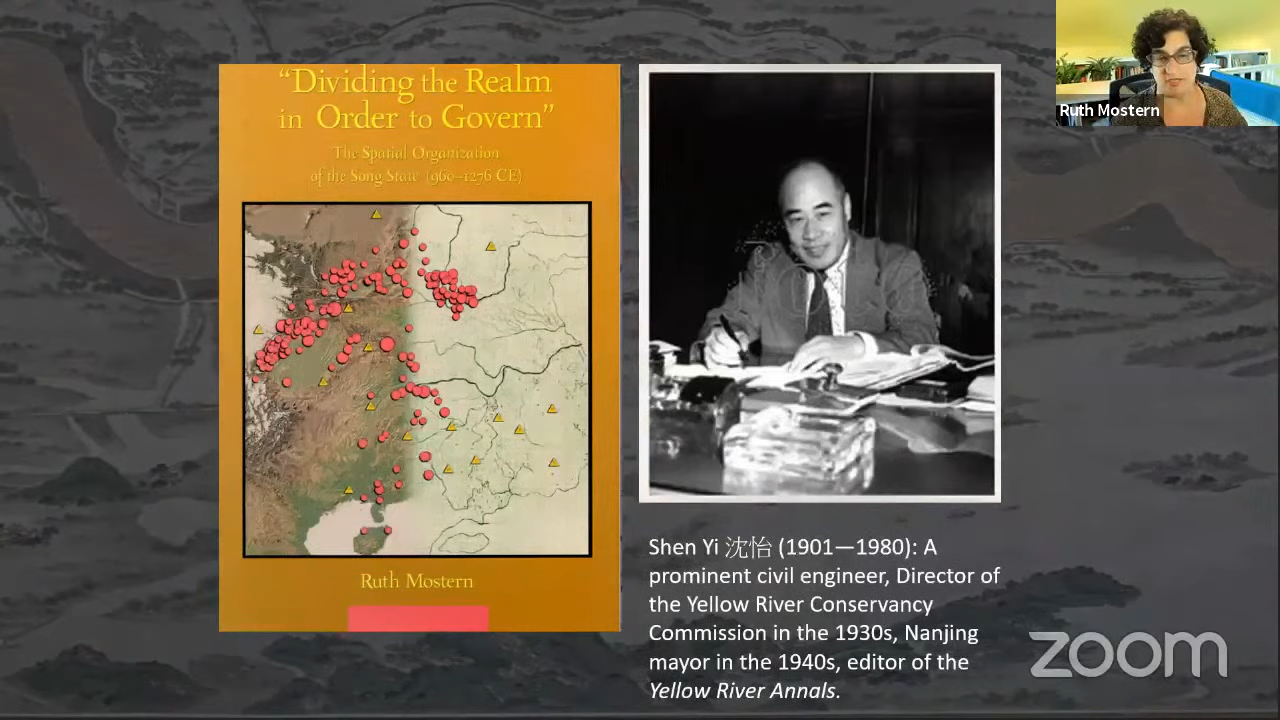 “Dividing the Realm
in Order to Govern”
The Spatial Organization
of the Song State (960–1276 CE)
Ruth Mostern
Ruth Mostern
Shen Yi 沈怡 (1901—1980): A
prominent civil engineer, Director of
the Yellow River Conservancy
Commission in the 1930s, Nanjing
mayor in the 1940s, editor of the
Yellow River Annals.
zoom